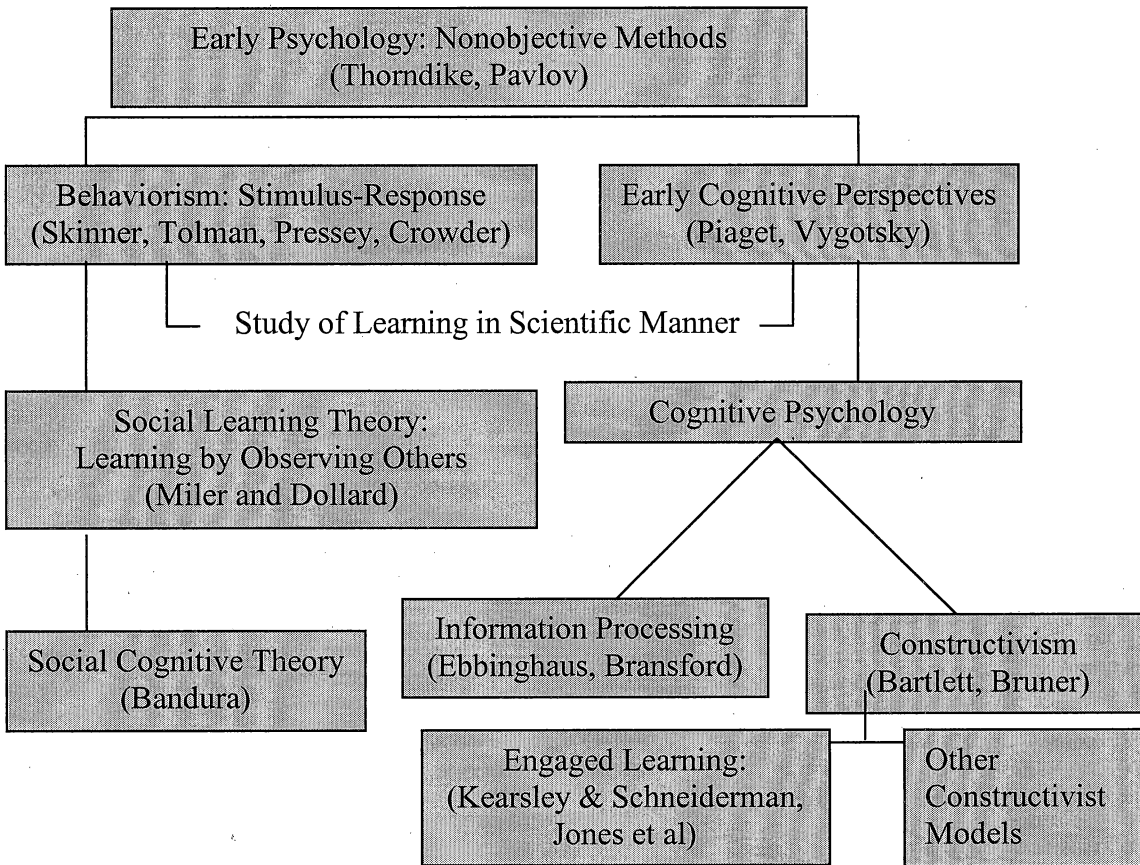 Early Psychology: Nonobjective Methods
(Thorndike, Pavlov)
Behaviorism: Stimulus-Response
(Skinner, Tolman, Pressey, Crowder)
Early Cognitive Perspectives
(Piaget, Vygotsky)
Study of Learning in Scientific Manner
Social Learning Theory:
Learning by Observing Others
(Miler and Dollard)
Cognitive Psychology
Social Cognitive Theory
(Bandura)
Information Processing
(Ebbinghaus, Bransford)
Constructivism
(Bartlett, Bruner)
Engaged Learning:
(Kearsley & Schneiderman,
Jones et al)
Other
Constructivist
Models